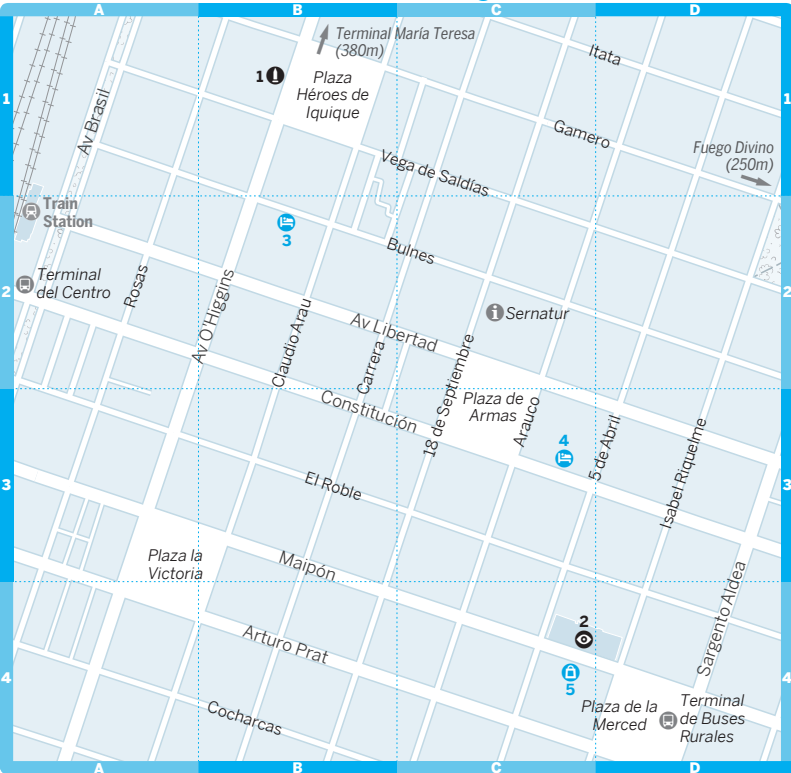 A
B
C
D
Terminal María Teresa
(380m)
Itata
1
1
Plaza
Héroes de
Iquique
1
Av Brasil
Gamero
Vega de Saldías
Fuego Divino
(250m)
Train
Station
3
Bulnes
2
Terminal
del Centro
Rosas
Av O'Higgins
Claudio Arau
Av Libertad
Carrera
18 de Septiembre
Sernatur
2
Constitución
Plaza de
Armas
Arauco
4
5 de Abril
Isabel Riquelme
3
El Roble
3
Plaza la
Victoria
Maipón
Sargento Aldea
2
4
Arturo Prat
5
4
Cocharcas
Plaza de la
Merced
Terminal
de Buses
Rurales
A
B
C
D